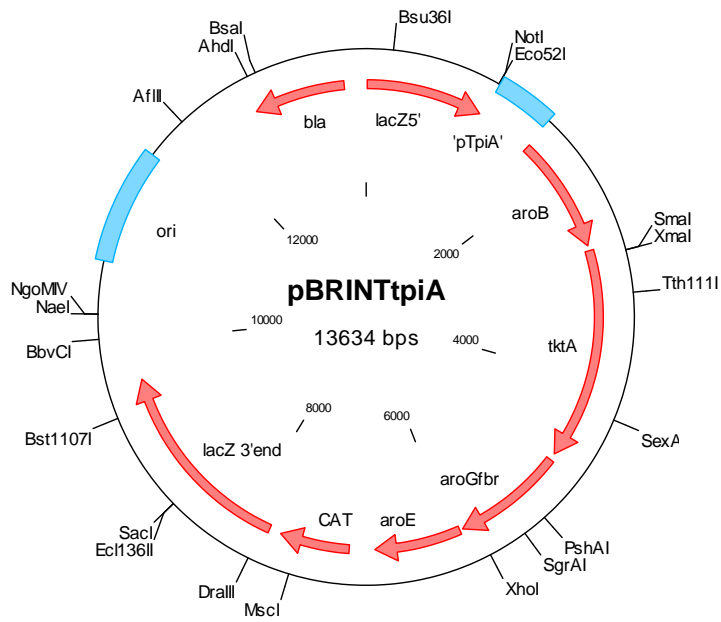 Bsu36I
NotI
Eco52I
BsaI
AhdI
AflII
bla
lacZ5'
'pTpiA'
aroB
SmaI
XmaI
Tth111I
ori
12000
2000
NgoMIV
NaeI
BbvCI
10000
pBRINTtpiA
13634 bps
4000
tktA
Bst1107I
8000
6000
SexA
lacZ 3'end
aroGfbr
SacI
Ecl136II
CAT
aroE
PshAI
SgrAI
XhoI
DraIII
MscI